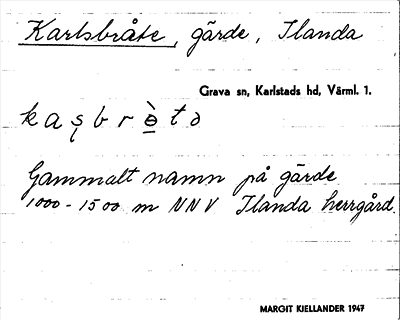 Karlsbråte, gärde, Ilanda
Grava sn, Karlstads hd, Värml. 1.
Gammalt namn på gärde
1000-1500 m NNV Ilanda herrgård.
MARGIT KJELLANDER 1947